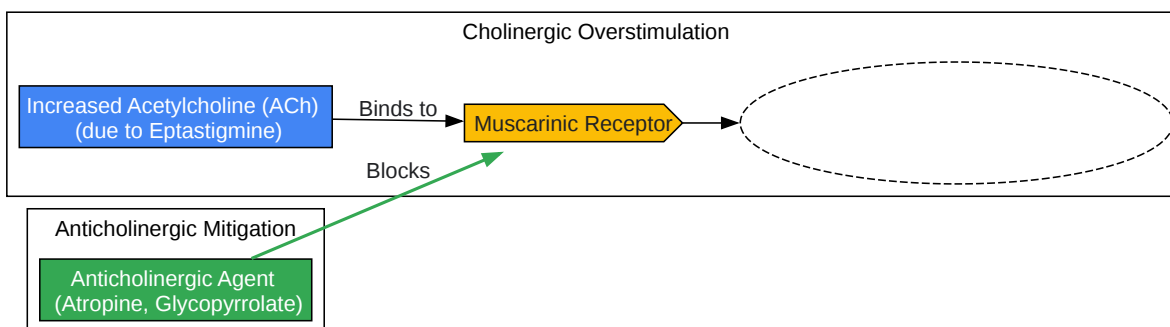 Cholinergic Overstimulation
Increased Acetylcholine (ACh)
(due to Eptastigmine)
Binds to
Muscarinic Receptor
Blocks
Anticholinergic Mitigation
Anticholinergic Agent
(Atropine, Glycopyrrolate)